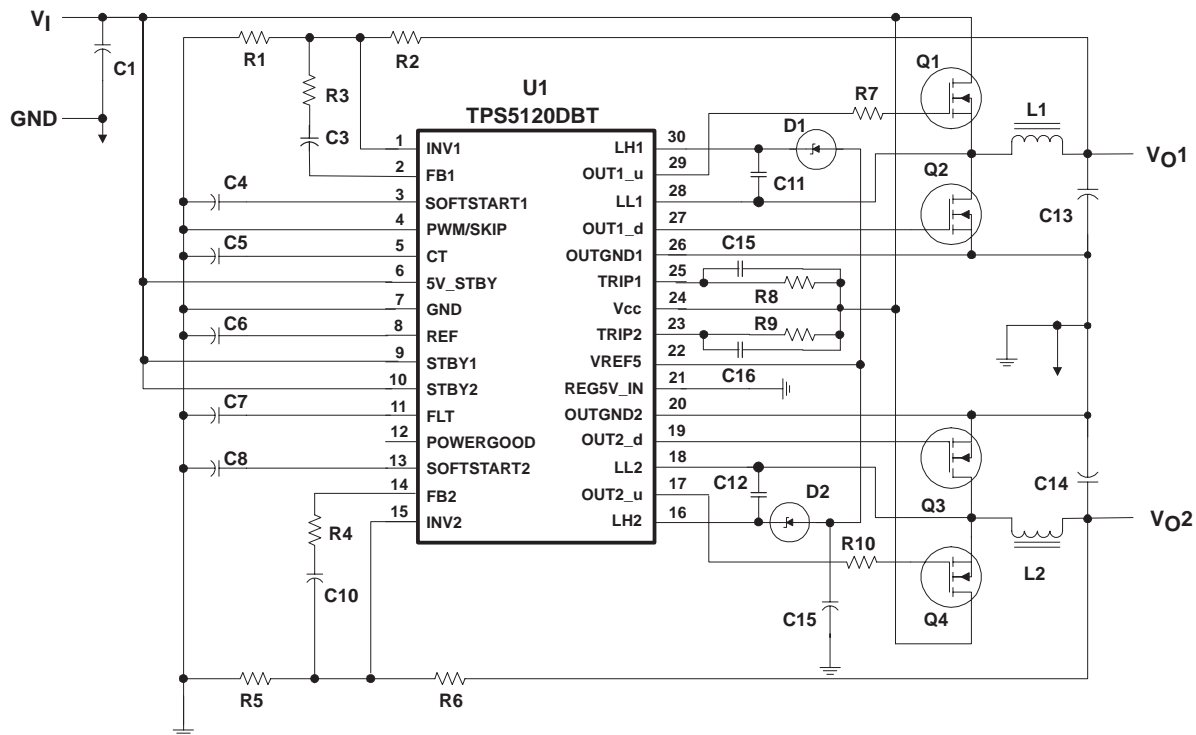 VI
C1
GND
R1
R2
R3
C3
U1
TPS5120DBT
Q1
R7
L1
D1
VO1
1
INV1
2
FB1
C4
3
SOFTSTART1
4
PWM/SKIP
C5
5
CT
6
5V_STBY
7
GND
C6
8
REF
9
STBY1
10
STBY2
C7
11
FLT
12
POWERGOOD
C8
13
SOFTSTART2
14
FB2
15
INV2
30
LH1
29
OUT1_u
28
LL1
27
OUT1_d
26
OUTGND1
25
TRIP1
24
Vcc
23
TRIP2
22
VREF5
21
REG5V_IN
20
OUTGND2
19
OUT2_d
18
LL2
17
OUT2_u
16
LH2
C11
Q2
C13
C15
R8
R9
C16
C12
D2
Q3
C14
VO2
L2
R10
Q4
C15
R4
C10
R5
R6